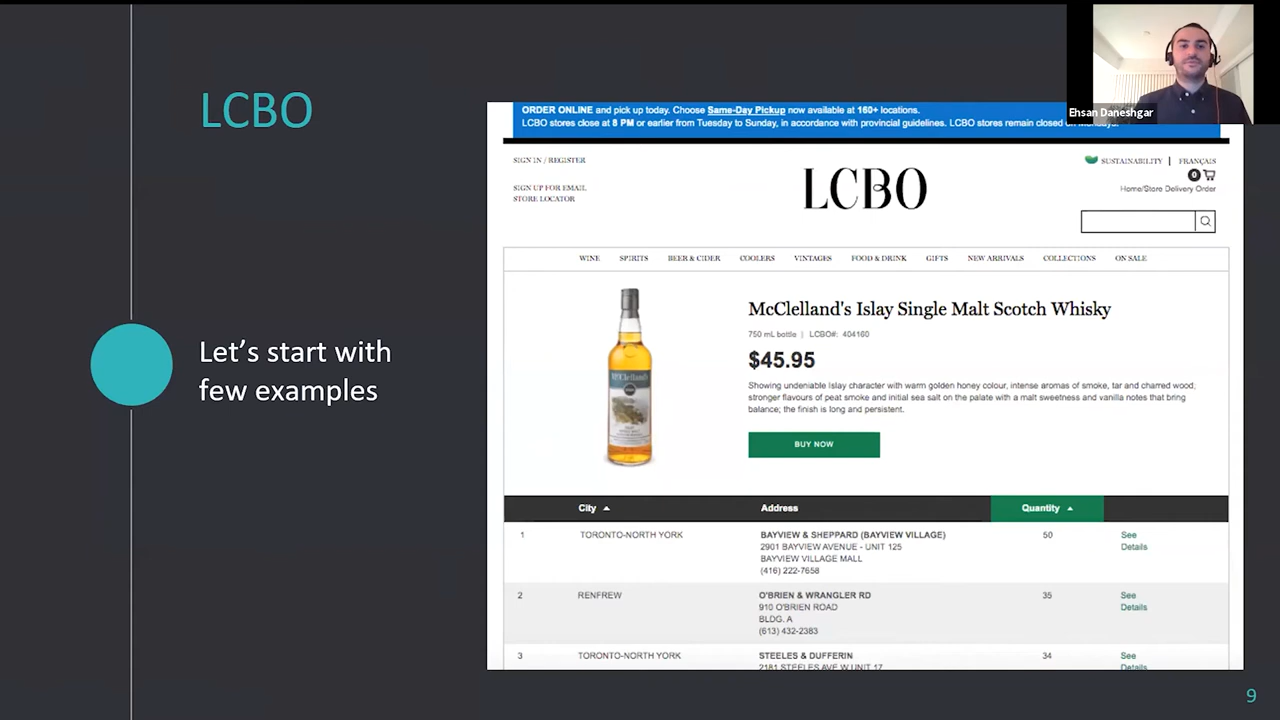 LCBO
Let's start with
few examples
Ehsan Daneshgar
ORDER ONLINE and pick up today. Choose Same-Day Pickup now available at 160+ locations.
LCBO stores close at 8 PM or earlier from Tuesday to Sunday, in accordance with provincial guidelines. LCBO stores remain closed on Mondays.
SIGN IN / REGISTER
SIGN UP FOR EMAIL
STORE LOCATOR
LCBO
SUSTAINABILITY | FRANÇAIS
0
Home/Store Delivery Order
WINE SPIRITS BEER & CIDER COOLERS VINTAGES FOOD & DRINK GIFTS NEW ARRIVALS COLLECTIONS ON SALE
McClelland's
McClelland's Islay Single Malt Scotch Whisky
750 mL bottle | LCBO#: 404160
$45.95
Showing undeniable Islay character with warm golden honey colour, intense aromas of smoke, tar and charred wood;
stronger flavours of peat smoke and initial sea salt on the palate with a malt sweetness and vanilla notes that bring
balance; the finish is long and persistent.
BUY NOW
City Address Quantity
1 TORONTO-NORTH YORK BAYVIEW & SHEPPARD (BAYVIEW VILLAGE) 50 See
2901 BAYVIEW AVENUE - UNIT 125 Details
BAYVIEW VILLAGE MALL
(416) 222-7658
2 RENFREW O'BRIEN & WRANGLER RD 35 See
910 O'BRIEN ROAD Details
BLDG. A
(613) 432-2383
3 TORONTO-NORTH YORK STEELES & DUFFERIN 34 See
2181 STEELES AVE W UNIT 17 Details
9